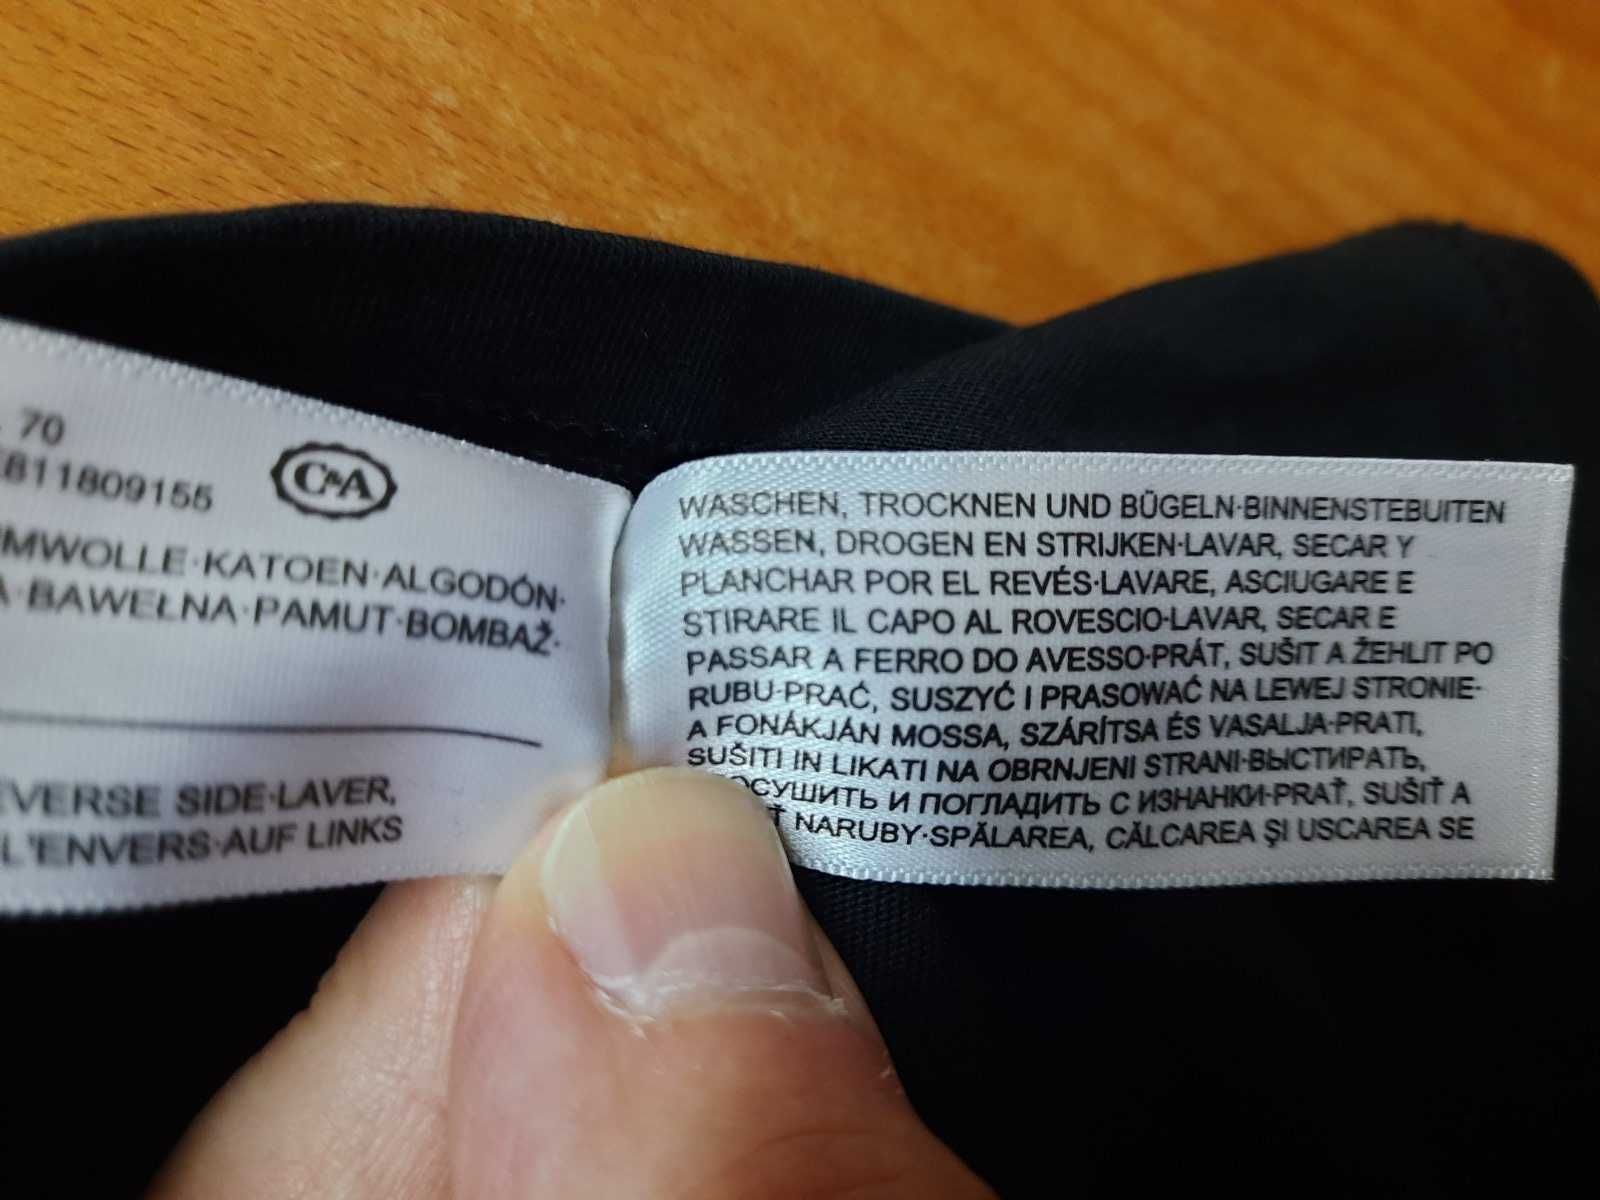 70
811809155
C&A
MWOLLE·KATOEN·ALGODÓN·
A·BAWEŁNA·PAMUT·BOMBAŽ·
EVERSE SIDE·LAVER,
L'ENVERS·AUF LINKS
WASCHEN, TROCKNEN UND BÜGELN·BINNENSTEBUITEN
WASSEN, DROGEN EN STRIJKEN·LAVAR, SECAR Y
PLANCHAR POR EL REVÉS·LAVARE, ASCIUGARE E
STIRARE IL CAPO AL ROVESCIO·LAVAR, SECAR E
PASSAR A FERRO DO AVESSO·PRÁT, SUŠIT A ŽEHLIT PO
RUBU·PRAĆ, SUSZYĆ I PRASOWAĆ NA LEWEJ STRONIE·
A FONÁKJÁN MOSSA, SZÁRÍTSA ÉS VASALJA·PRATI,
SUŠITI IN LIKATI NA OBRNJENI STRANI·ВЫСТИРАТЬ,
ОСУШИТЬ И ПОГЛАДИТЬ С ИЗНАНКИ·PRAŤ, SUŠIŤ A
Ť NARUBY·SPĂLAREA, CĂLCAREA ŞI USCAREA SE